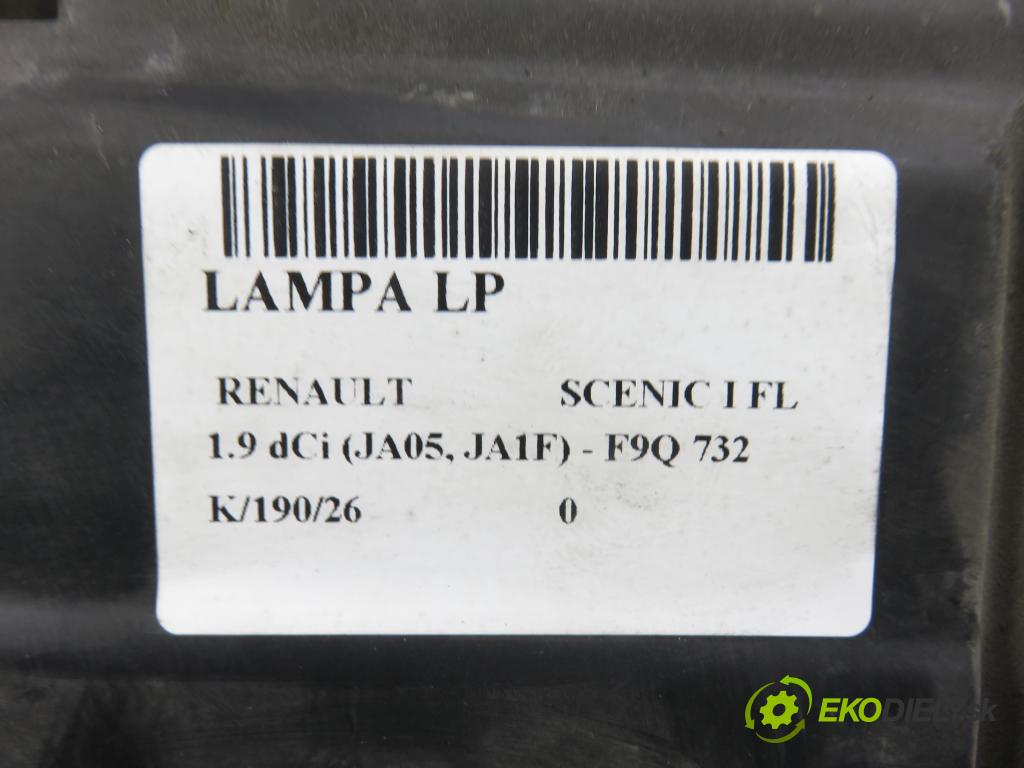 LAMPA LP
RENAULT SCENIC I FL
1.9 dCi (JA05, JA1F) - F9Q 732
K/190/26 0
EKODIELY.sk